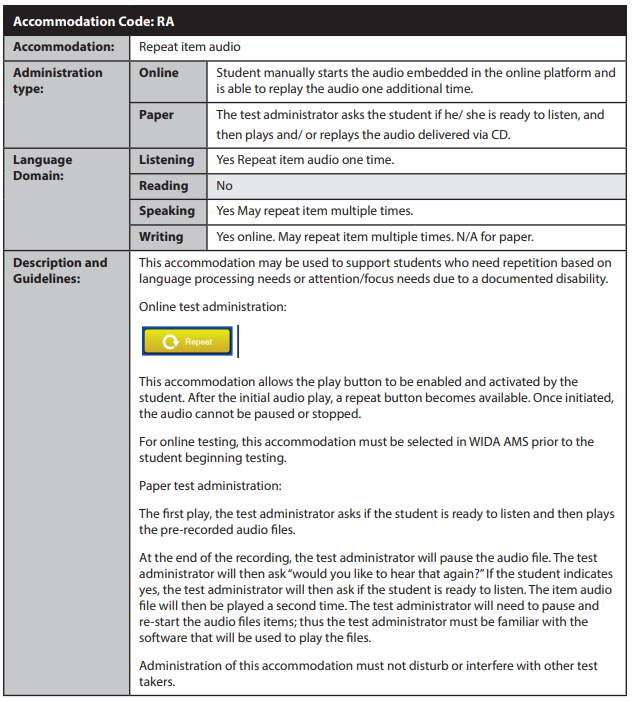 Accommodation Code: RA
Accommodation: Repeat item audio
Administration type:
Online
Student manually starts the audio embedded in the online platform and
is able to replay the audio one additional time.
Paper
The test administrator asks the student if he/ she is ready to listen, and
then plays and/ or replays the audio delivered via CD.
Language Domain:
Listening
Yes Repeat item audio one time.
Reading
No
Speaking
Yes May repeat item multiple times.
Writing
Yes online. May repeat item multiple times. N/A for paper.
Description and
Guidelines:
This accommodation may be used to support students who need repetition based on
language processing needs or attention/focus needs due to a documented disability.
Online test administration:
Repeat
This accommodation allows the play button to be enabled and activated by the
student. After the initial audio play, a repeat button becomes available. Once initiated,
the audio cannot be paused or stopped.
For online testing, this accommodation must be selected in WIDA AMS prior to the
student beginning testing.
Paper test administration:
The first play, the test administrator asks if the student is ready to listen and then plays
the pre-recorded audio files.
At the end of the recording, the test administrator will pause the audio file. The test
administrator will then ask “would you like to hear that again?” If the student indicates
yes, the test administrator will then ask if the student is ready to listen. The item audio
file will then be played a second time. The test administrator will need to pause and
re-start the audio files items; thus the test administrator must be familiar with the
software that will be used to play the files.
Administration of this accommodation must not disturb or interfere with other test
takers.